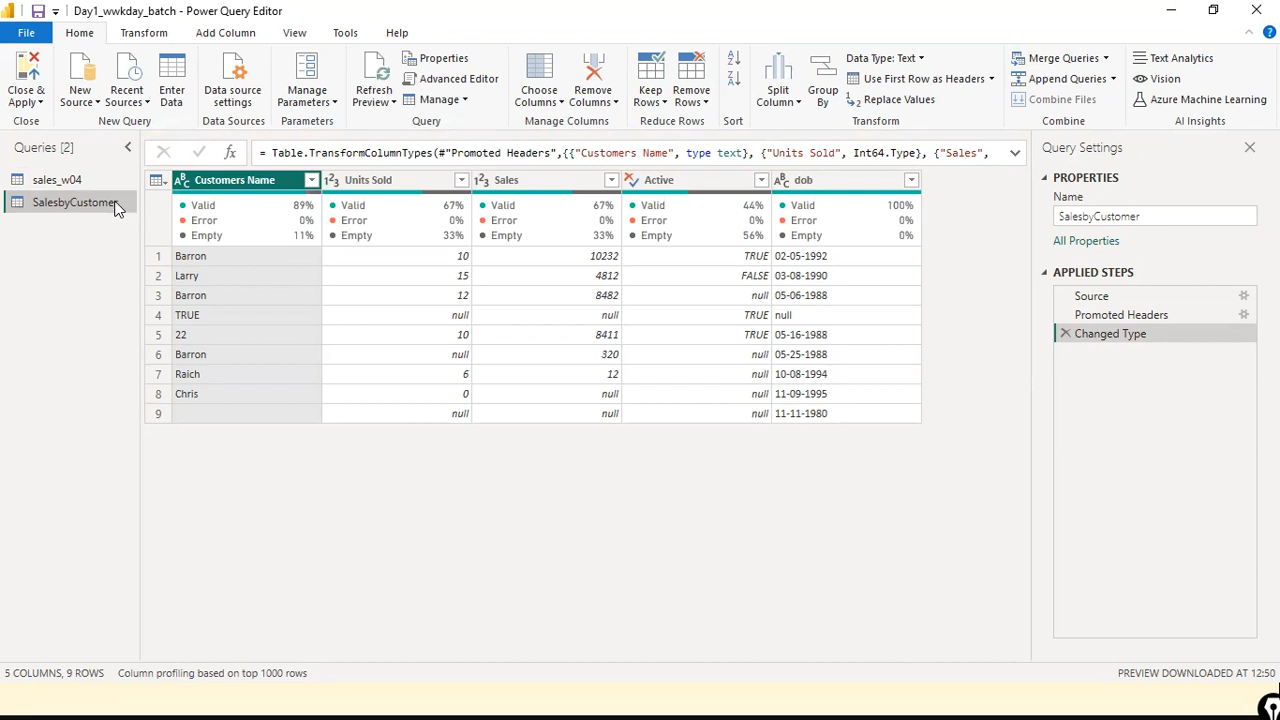 Day1_wwkday_batch - Power Query Editor
File Home Transform Add Column View Tools Help
Close & Apply New Source Recent Sources Enter Data Data source settings Manage Parameters Refresh Preview Properties Advanced Editor Manage Choose Columns Remove Columns Keep Rows Remove Rows Split Column Group By Data Type: Text Use First Row as Headers Replace Values Merge Queries Append Queries Combine Files Text Analytics Vision Azure Machine Learning
Close New Query Data Sources Parameters Query Manage Columns Reduce Rows Sort Transform Combine AI Insights
Queries [2]
sales_w04
SalesbyCustomer
= Table.TransformColumnTypes(#"Promoted Headers",{{"Customers Name", type text}, {"Units Sold", Int64.Type}, {"Sales",
Customers Name Units Sold Sales Active dob
Valid 89% Valid 67% Valid 67% Valid 44% Valid 100%
Error 0% Error 0% Error 0% Error 0% Error 0%
Empty 11% Empty 33% Empty 33% Empty 56% Empty 0%
1 Barron 10 10232 TRUE 02-05-1992
2 Larry 15 4812 FALSE 03-08-1990
3 Barron 12 8482 null 05-06-1988
4 TRUE null null TRUE null
5 22 10 8411 TRUE 05-16-1988
6 Barron null 320 null 05-25-1988
7 Raich 6 12 null 10-08-1994
8 Chris 0 null null 11-09-1995
9 null null null 11-11-1980
Query Settings
PROPERTIES
Name
SalesbyCustomer
All Properties
APPLIED STEPS
Source
Promoted Headers
Changed Type
5 COLUMNS, 9 ROWS Column profiling based on top 1000 rows
PREVIEW DOWNLOADED AT 12:50